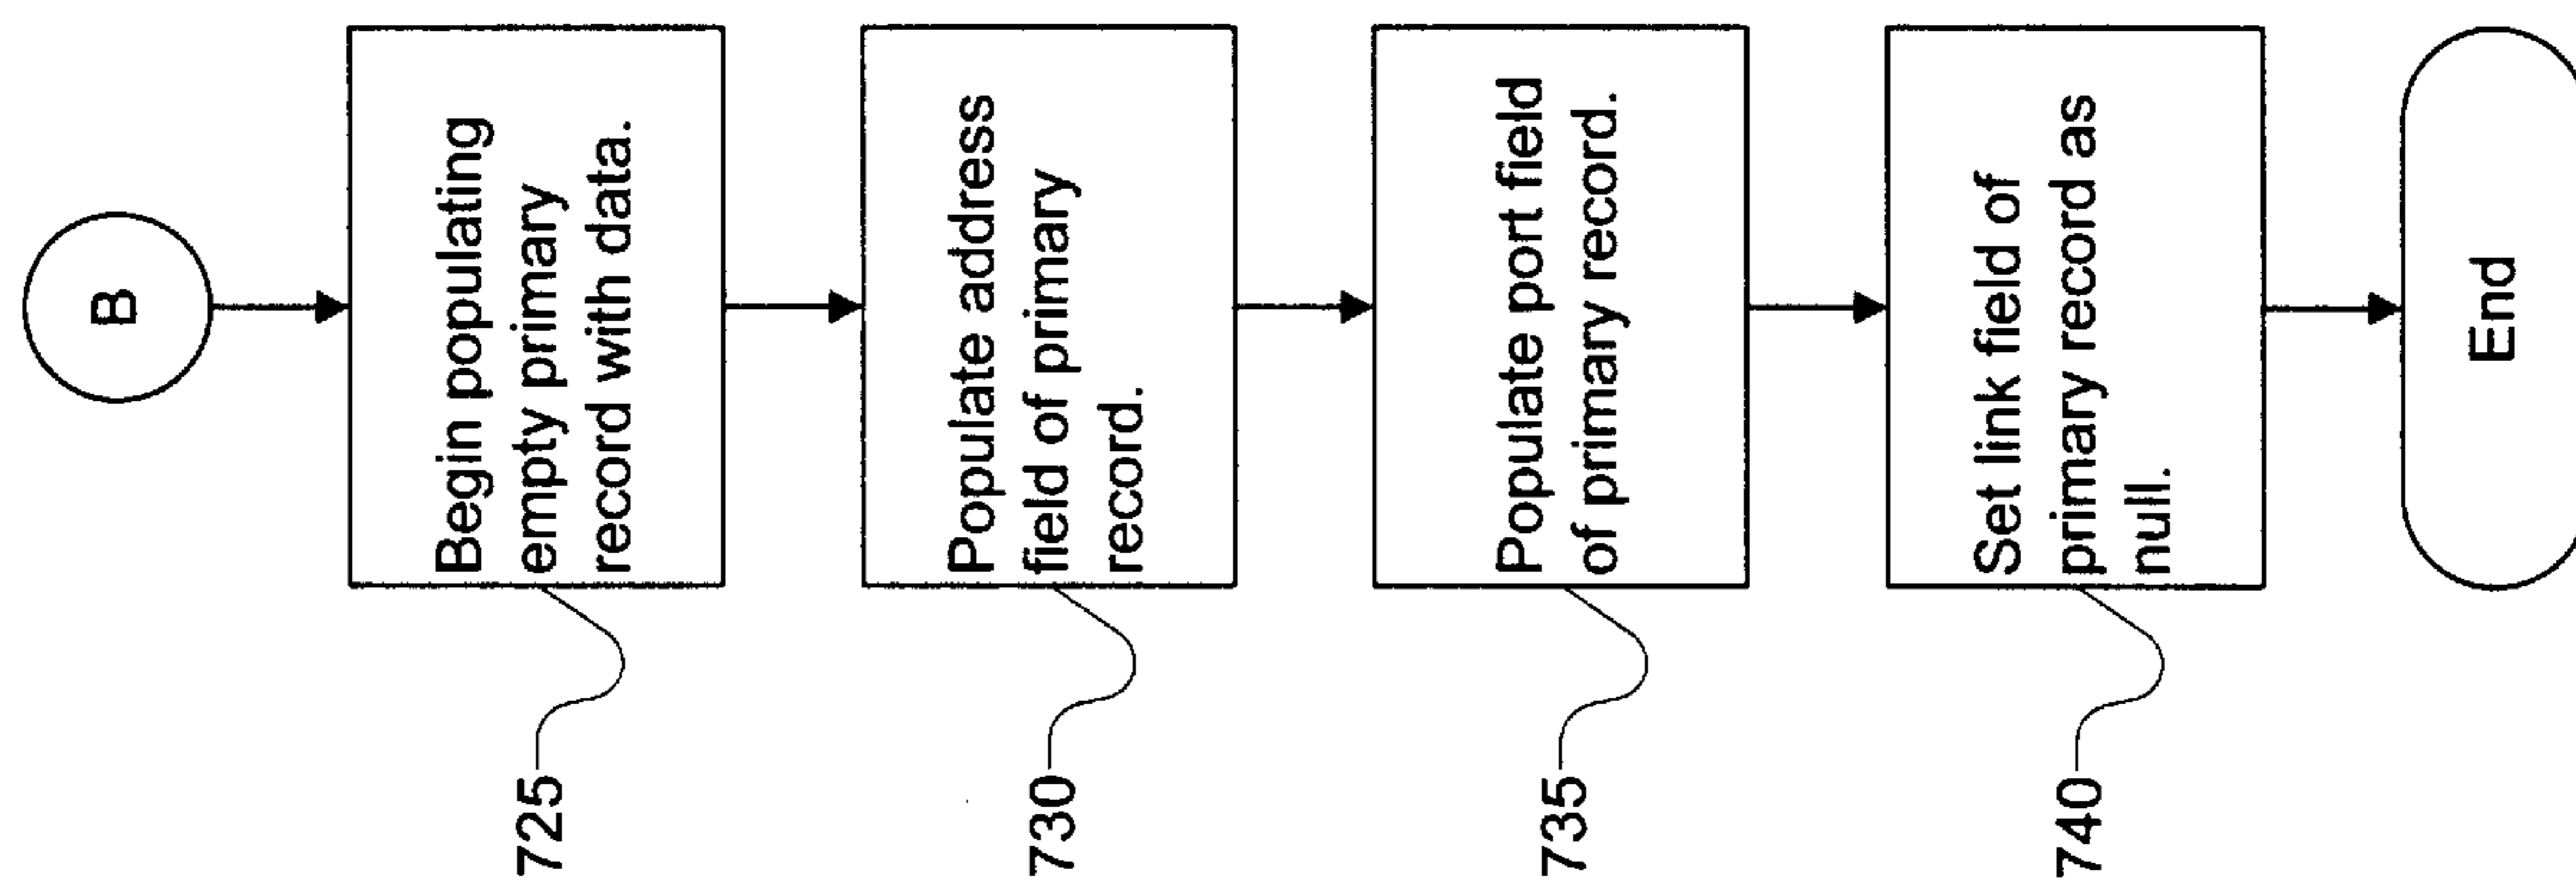 B
725
Begin populating
empty primary
record with data.
730
Populate address
field of primary
record.
735
Populate port field
of primary record.
740
Set link field of
primary record as
null.
End